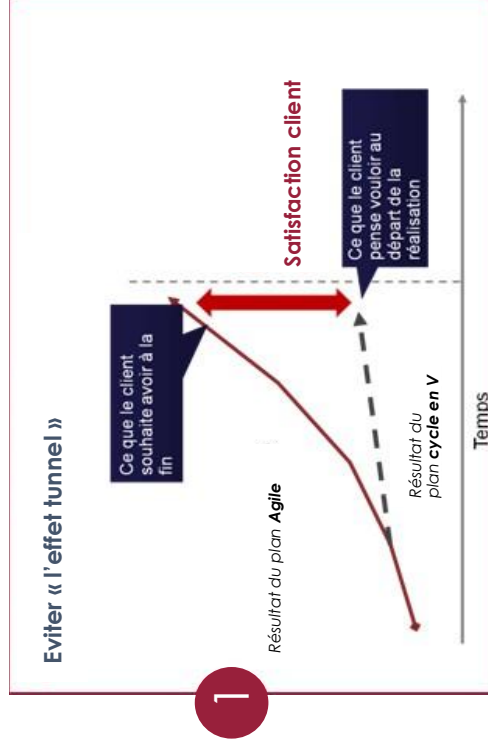 1
Eviter « l'effet tunnel »
Ce que le client
souhaite avoir à la
fin
Satisfaction client
Résultat du plan Agile
Ce que le client
pense vouloir au
départ de la
réalisation
Résultat du
plan cycle en V
Temps